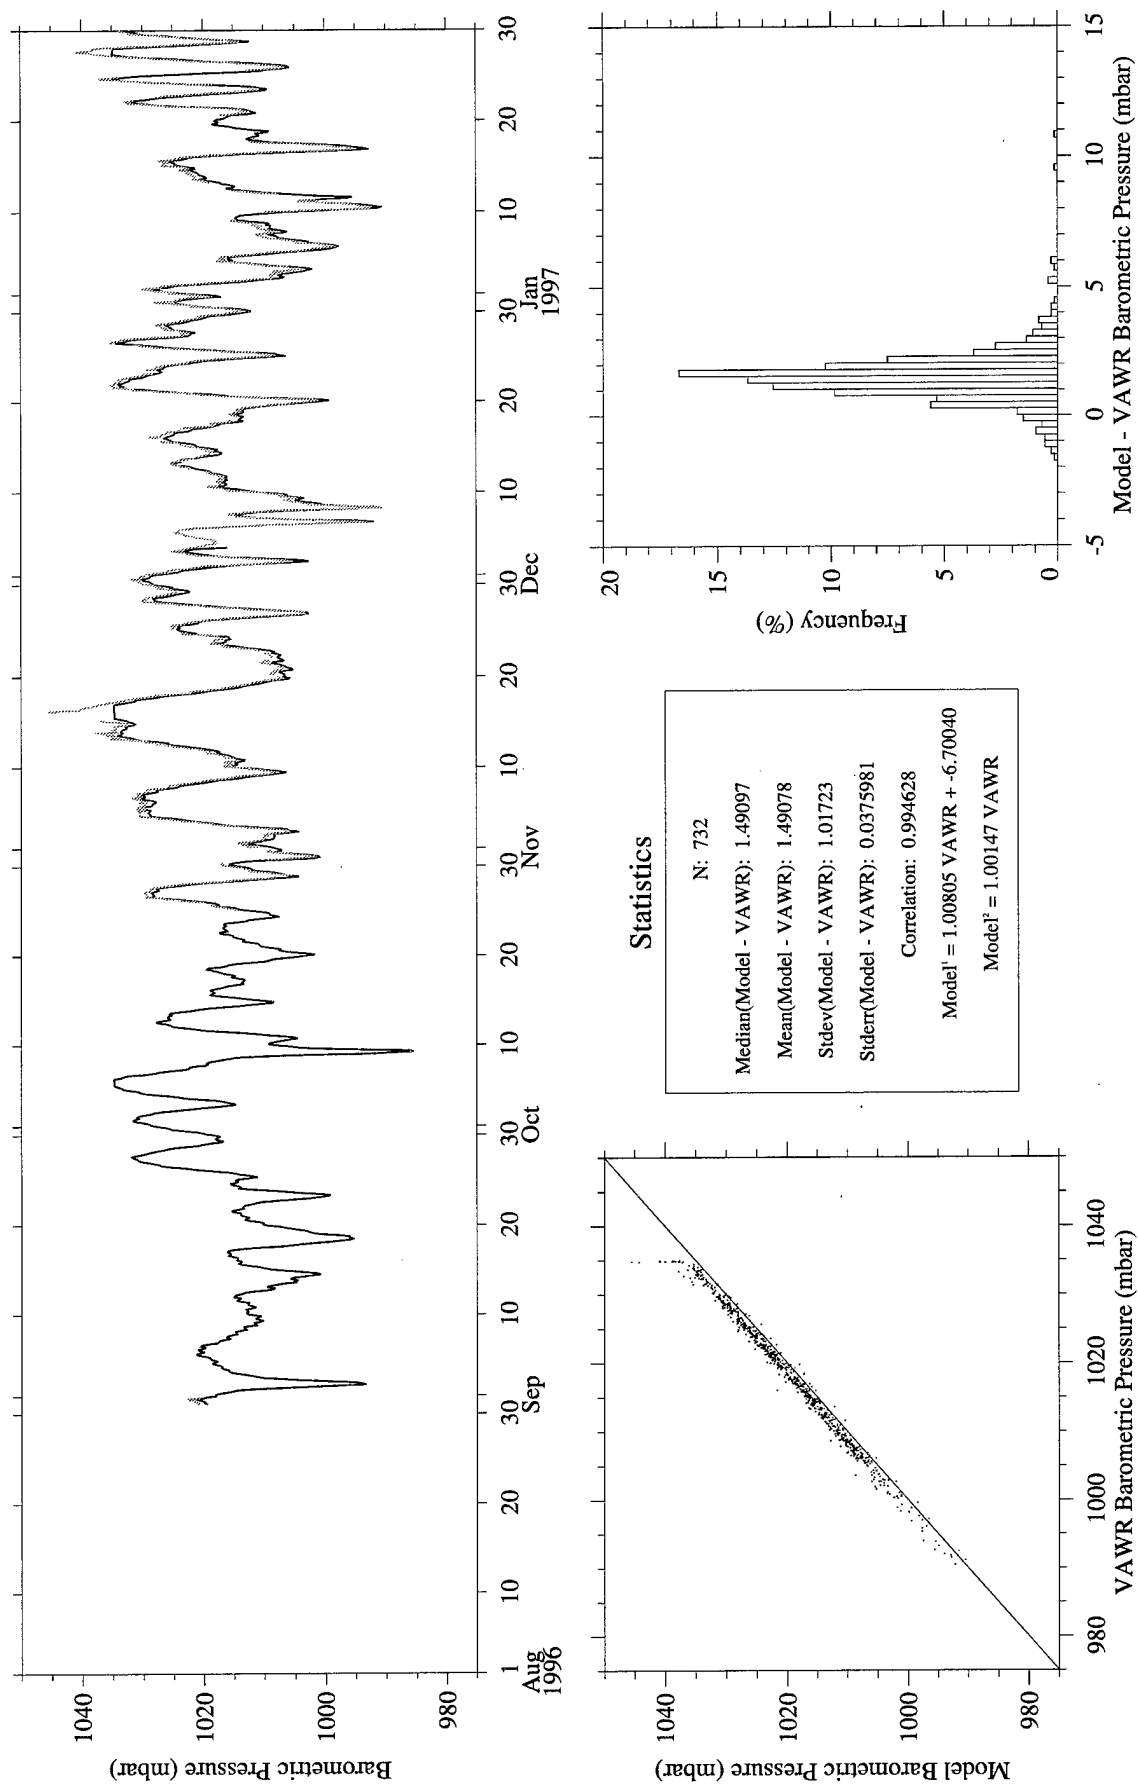 Barometric Pressure (mbar)
1040
1020
1000
980
1 10 20 30 10 20 30 10 20 30 10 20 30 10 20 30 10 20 30
Aug Sep Oct Nov Dec Jan
1996 1997
Model Barometric Pressure (mbar)
1040
1020
1000
980
980 1000 1020 1040
VAWR Barometric Pressure (mbar)
Statistics
N: 732
Median(Model - VAWR): 1.49097
Mean(Model - VAWR): 1.49078
Stdev(Model - VAWR): 1.01723
Stderr(Model - VAWR): 0.0375981
Correlation: 0.994628
Model¹ = 1.00805 VAWR + -6.70040
Model² = 1.00147 VAWR
Frequency (%)
20
15
10
5
0
-5 0 5 10 15
Model - VAWR Barometric Pressure (mbar)